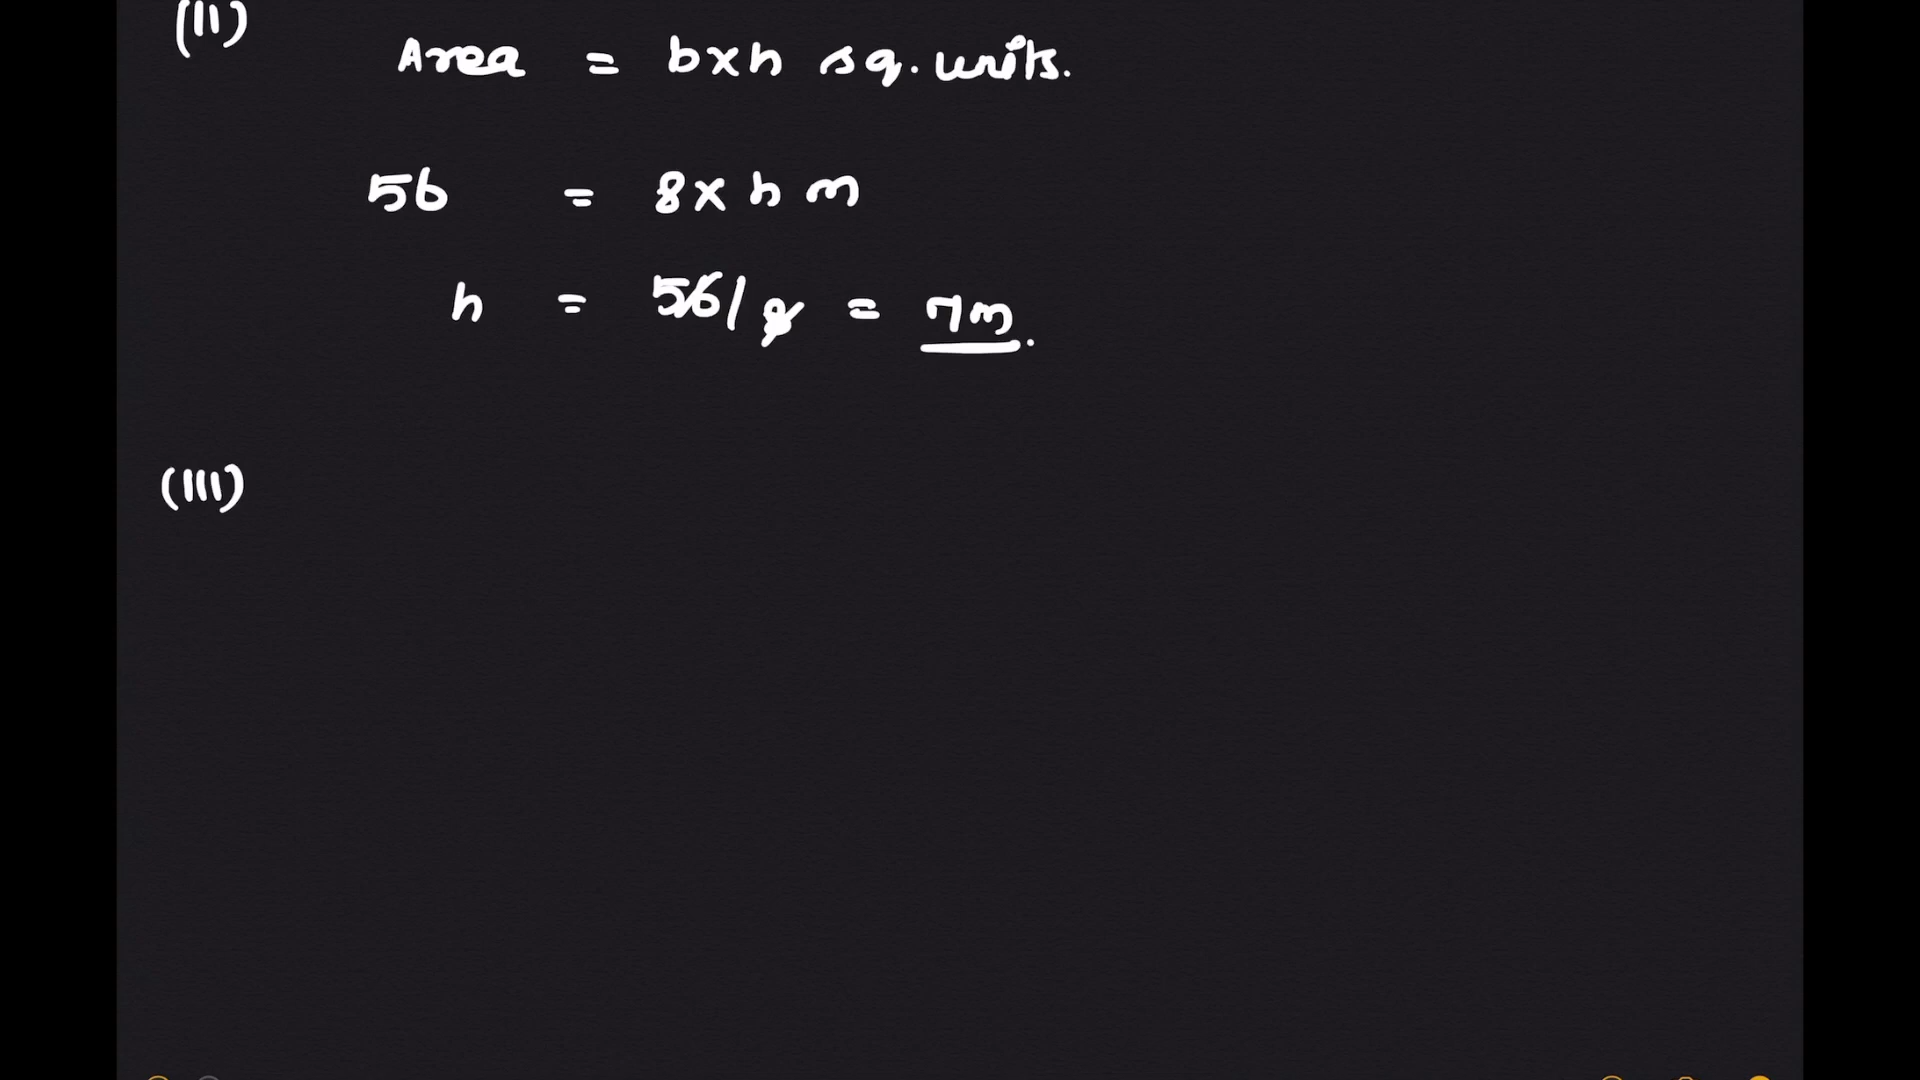 (II)
Area = b×h sq. units.
56 = 8× h m
h = 56/8 = 7m.
(III)